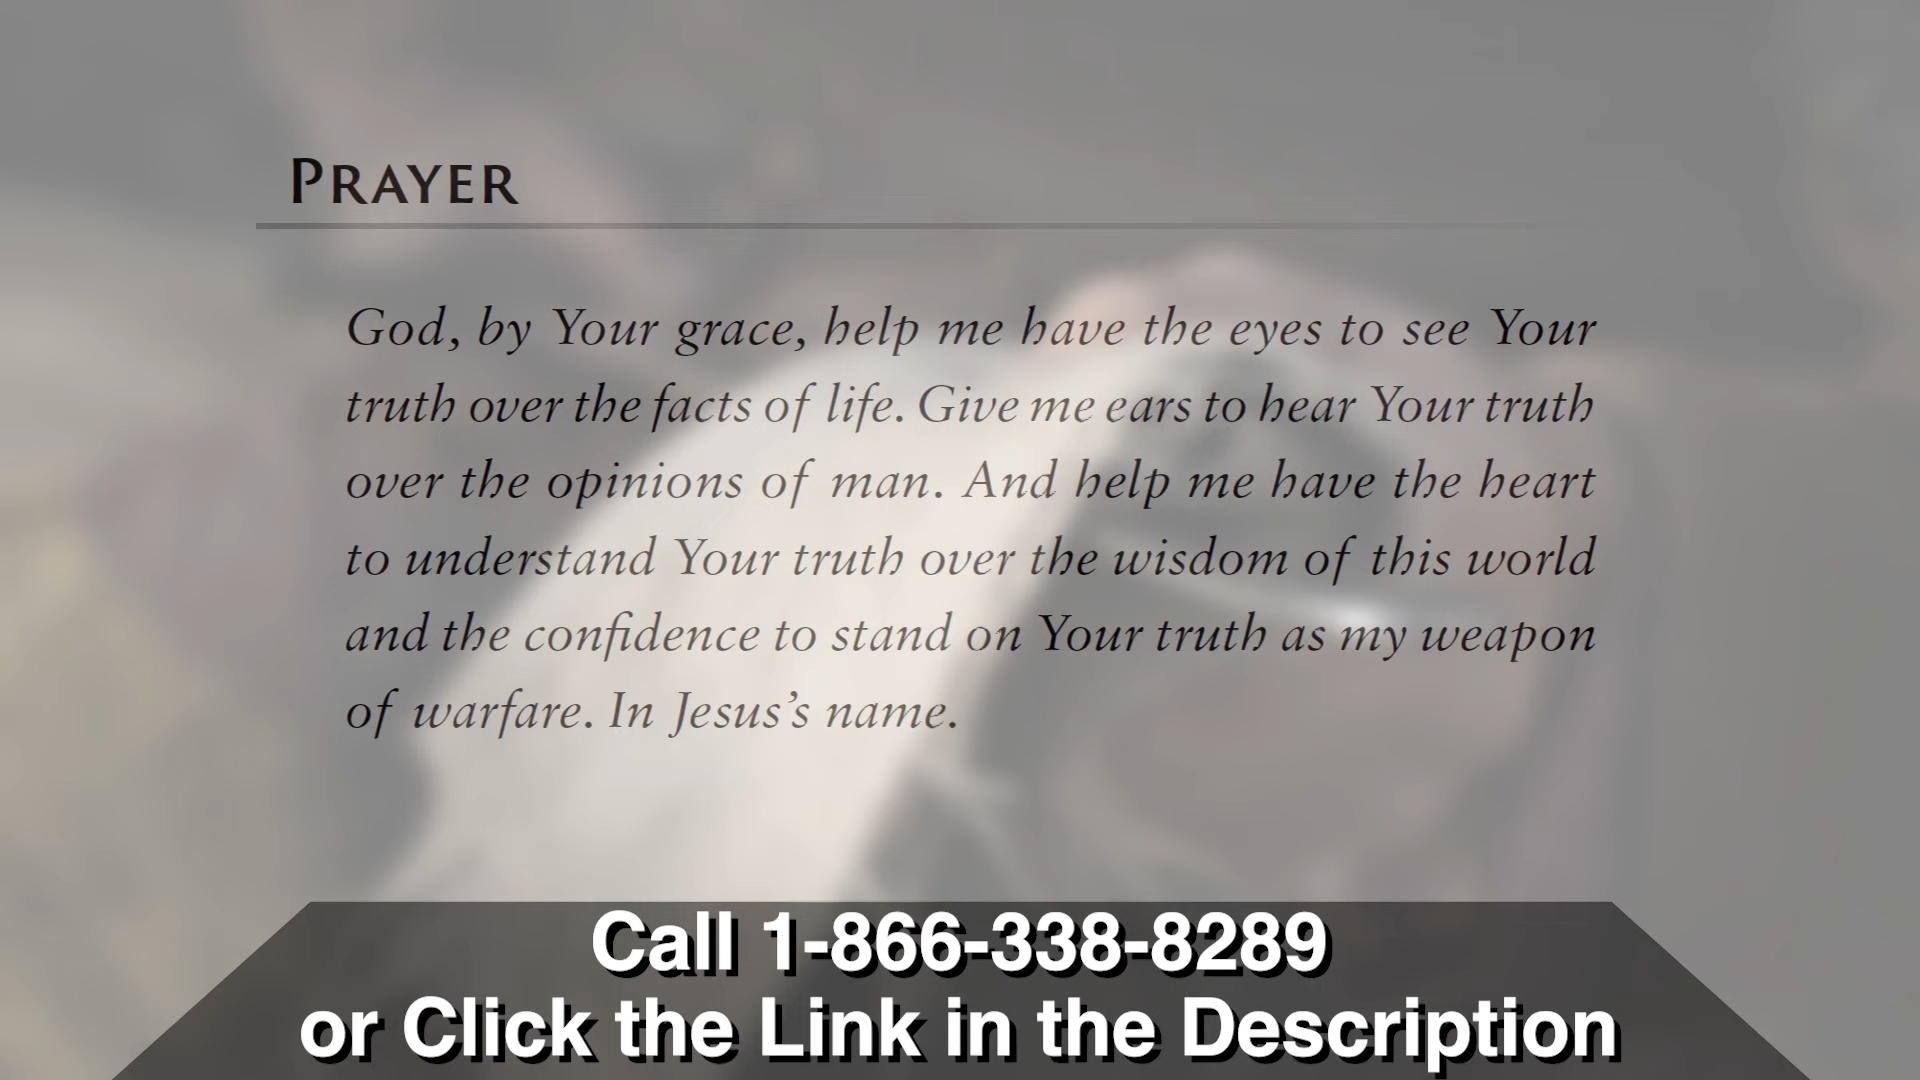 PRAYER
God, by Your grace, help me have the eyes to see Your
truth over the facts of life. Give me ears to hear Your truth
over the opinions of man. And help me have the heart
to understand Your truth over the wisdom of this world
and the confidence to stand on Your truth as my weapon
of warfare. In Jesus’s name.
Call 1-866-338-8289
or Click the Link in the Description